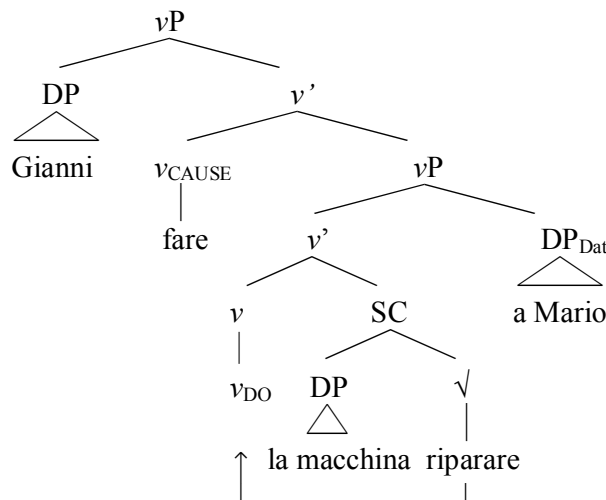 vP
DP v'
Gianni vCAUSE vP
fare v' DPDat
v SC a Mario
vDO DP √
la macchina riparare